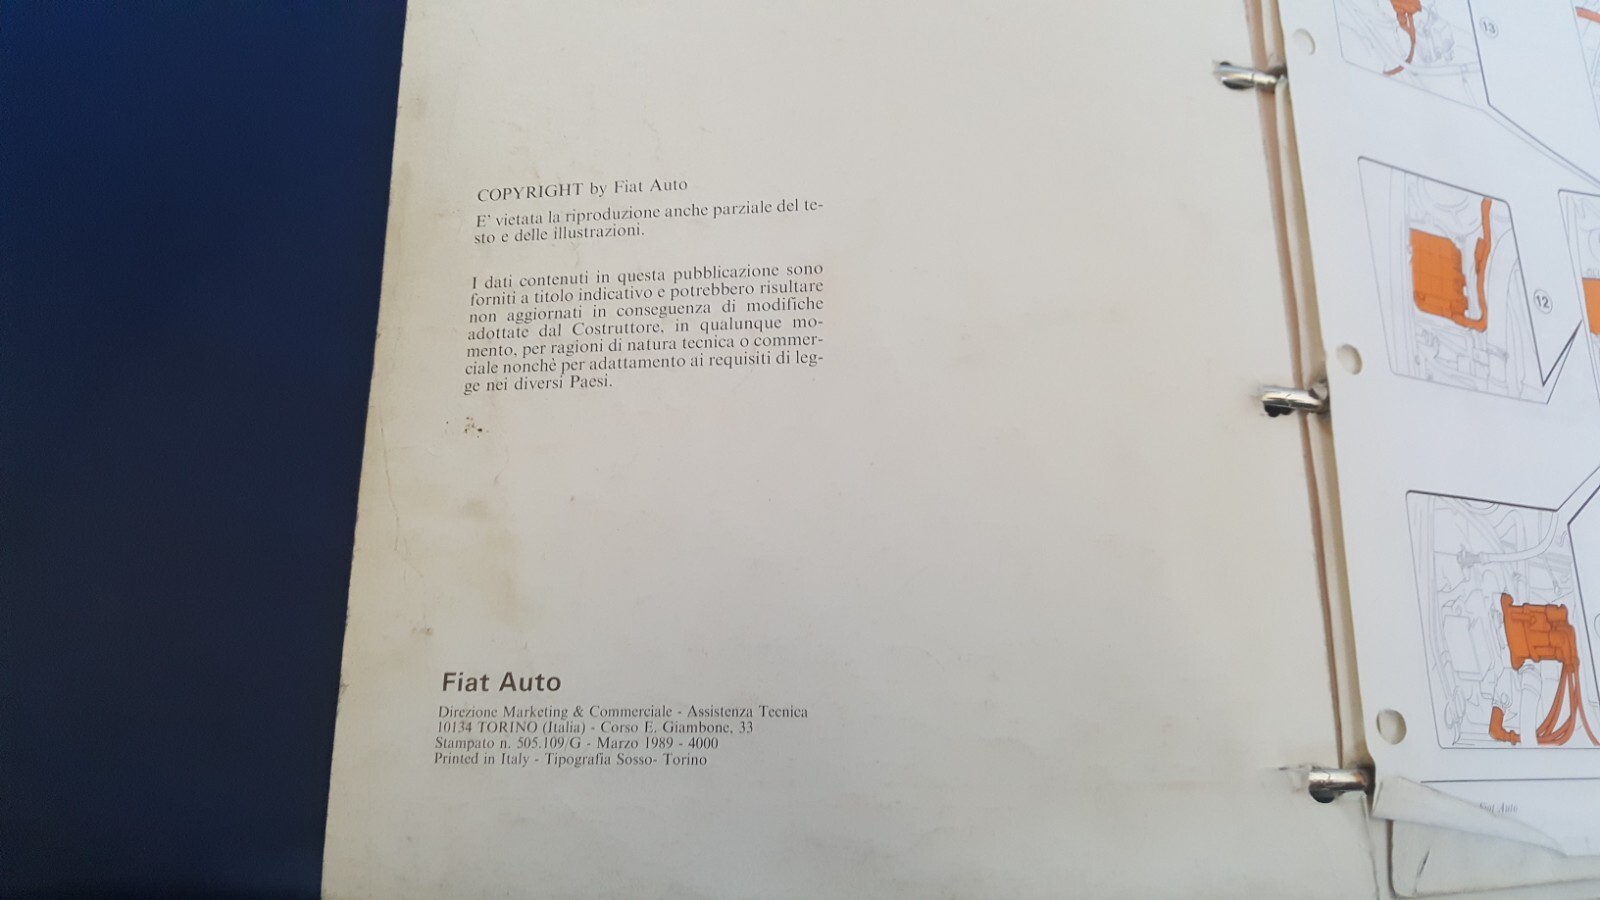 COPYRIGHT by Fiat Auto
E' vietata la riproduzione anche parziale del te-
sto e delle illustrazioni.
I dati contenuti in questa pubblicazione sono
forniti a titolo indicativo e potrebbero risultare
non aggiornati in conseguenza di modifiche
adottate dal Costruttore, in qualunque mo-
mento, per ragioni di natura tecnica o commer-
ciale nonchè per adattamento ai requisiti di leg-
ge nei diversi Paesi.
Fiat Auto
Direzione Marketing & Commerciale - Assistenza Tecnica
10134 TORINO (Italia) - Corso E. Giambone, 33
Stampato n. 505.109/G - Marzo 1989 - 4000
Printed in Italy - Tipografia Sosso- Torino
13
12
Fiat Auto